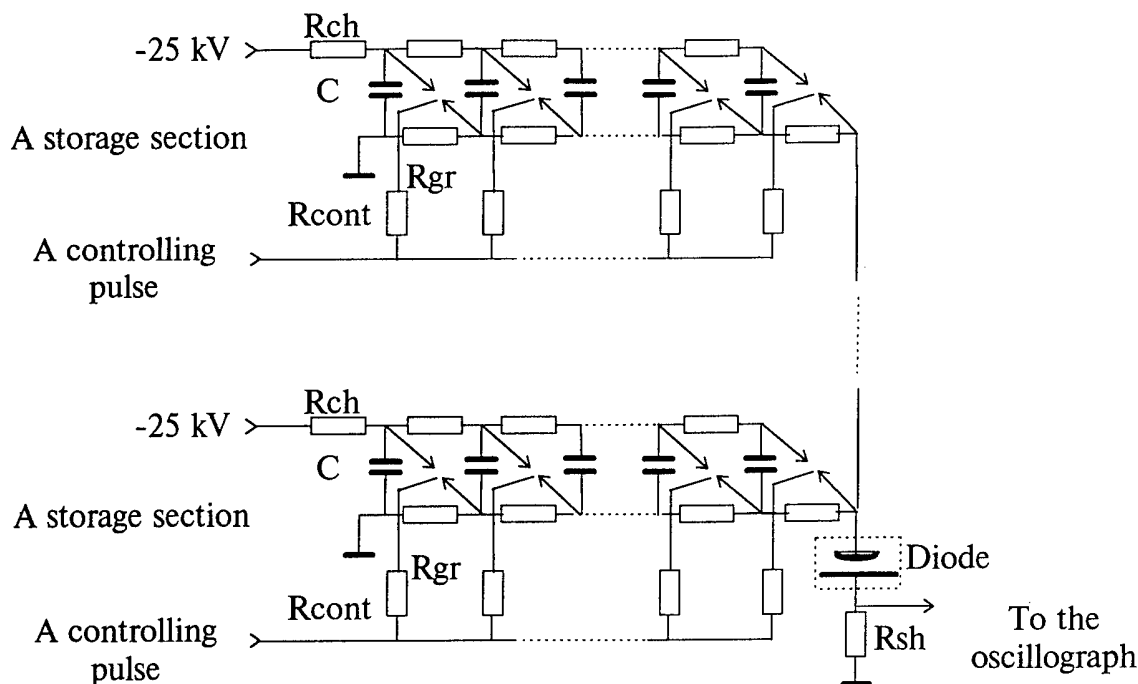 Rch
-25 kV
C
A storage section
Rgr
Rcont
A controlling
pulse
Rch
-25 kV
C
A storage section
Diode
Rgr
Rcont
A controlling
pulse
Rsh
To the
oscillograph